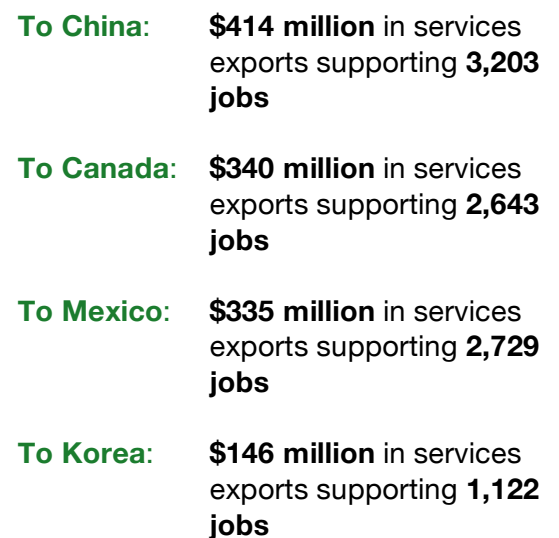 To China: $414 million in services
exports supporting 3,203
jobs
To Canada: $340 million in services
exports supporting 2,643
jobs
To Mexico: $335 million in services
exports supporting 2,729
jobs
To Korea: $146 million in services
exports supporting 1,122
jobs